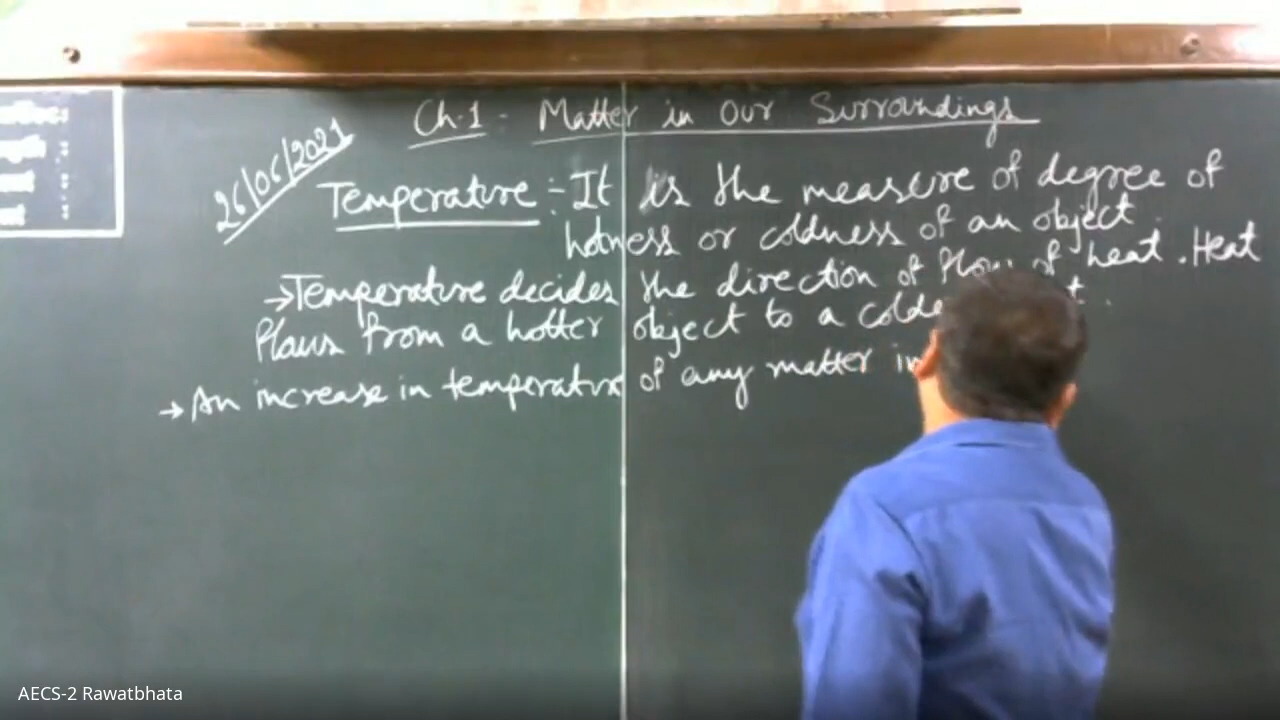 Ch.1 - Matter in Our Surroundings
26/06/2021
Temperature :- It is the measure of degree of
hotness or coldness of an object.
→Temperature decides the direction of flow of heat. Heat
flows from a hotter object to a colde
→ An increase in temperature of any matter in
AECS-2 Rawatbhata